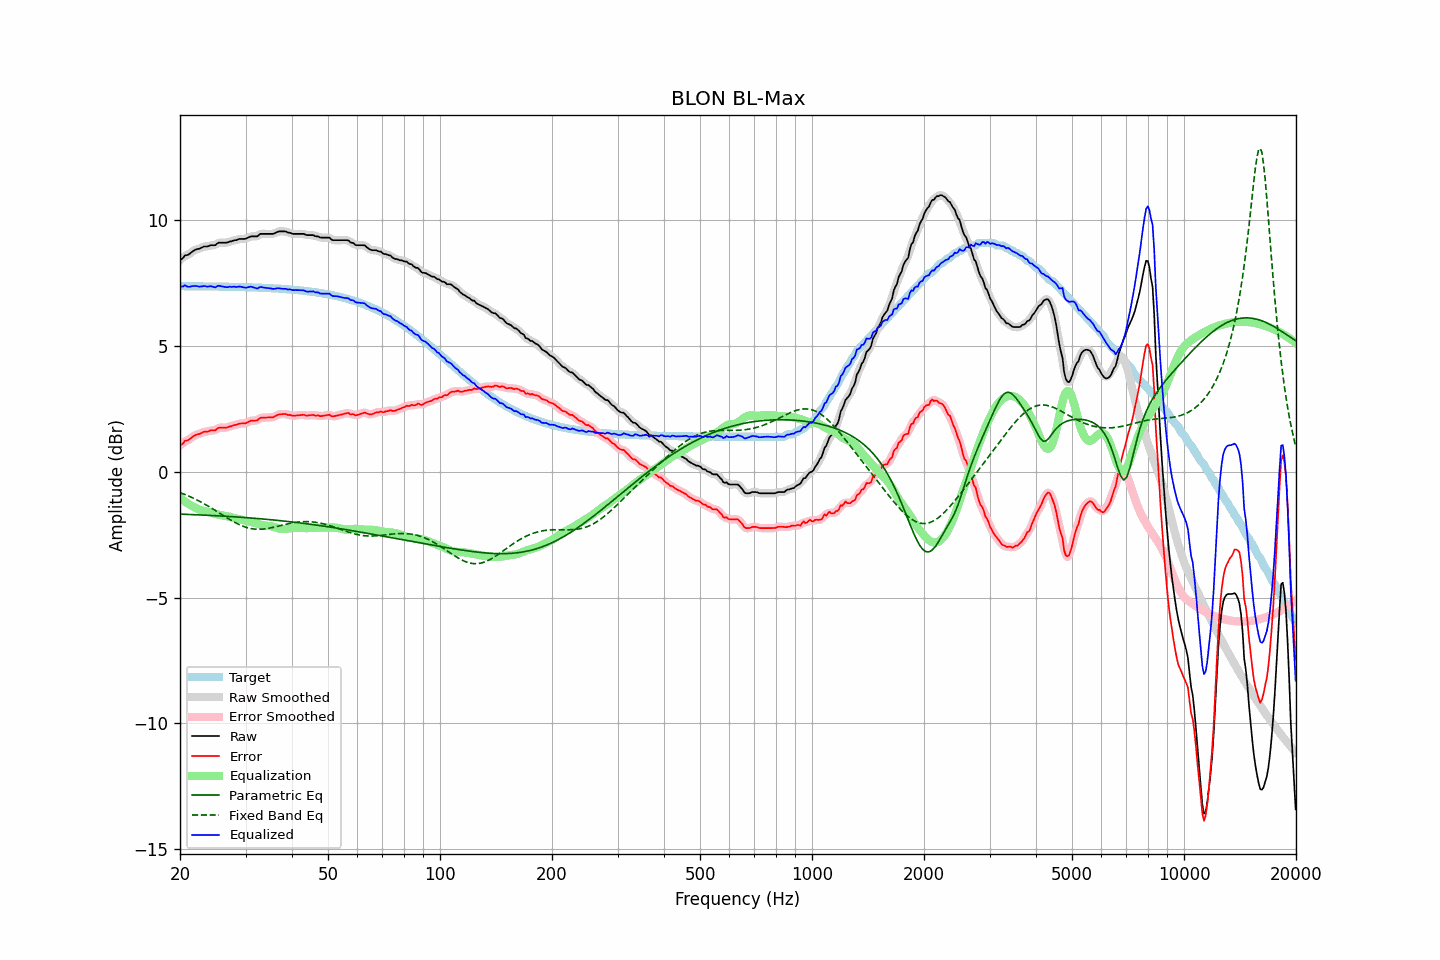 BLON BL-Max
Amplitude (dBr)
10
5
0
−5
−10
−15
Target
Raw Smoothed
Error Smoothed
Raw
Error
Equalization
Parametric Eq
Fixed Band Eq
Equalized
20 50 100 200 500 1000 2000 5000 10000 20000
Frequency (Hz)